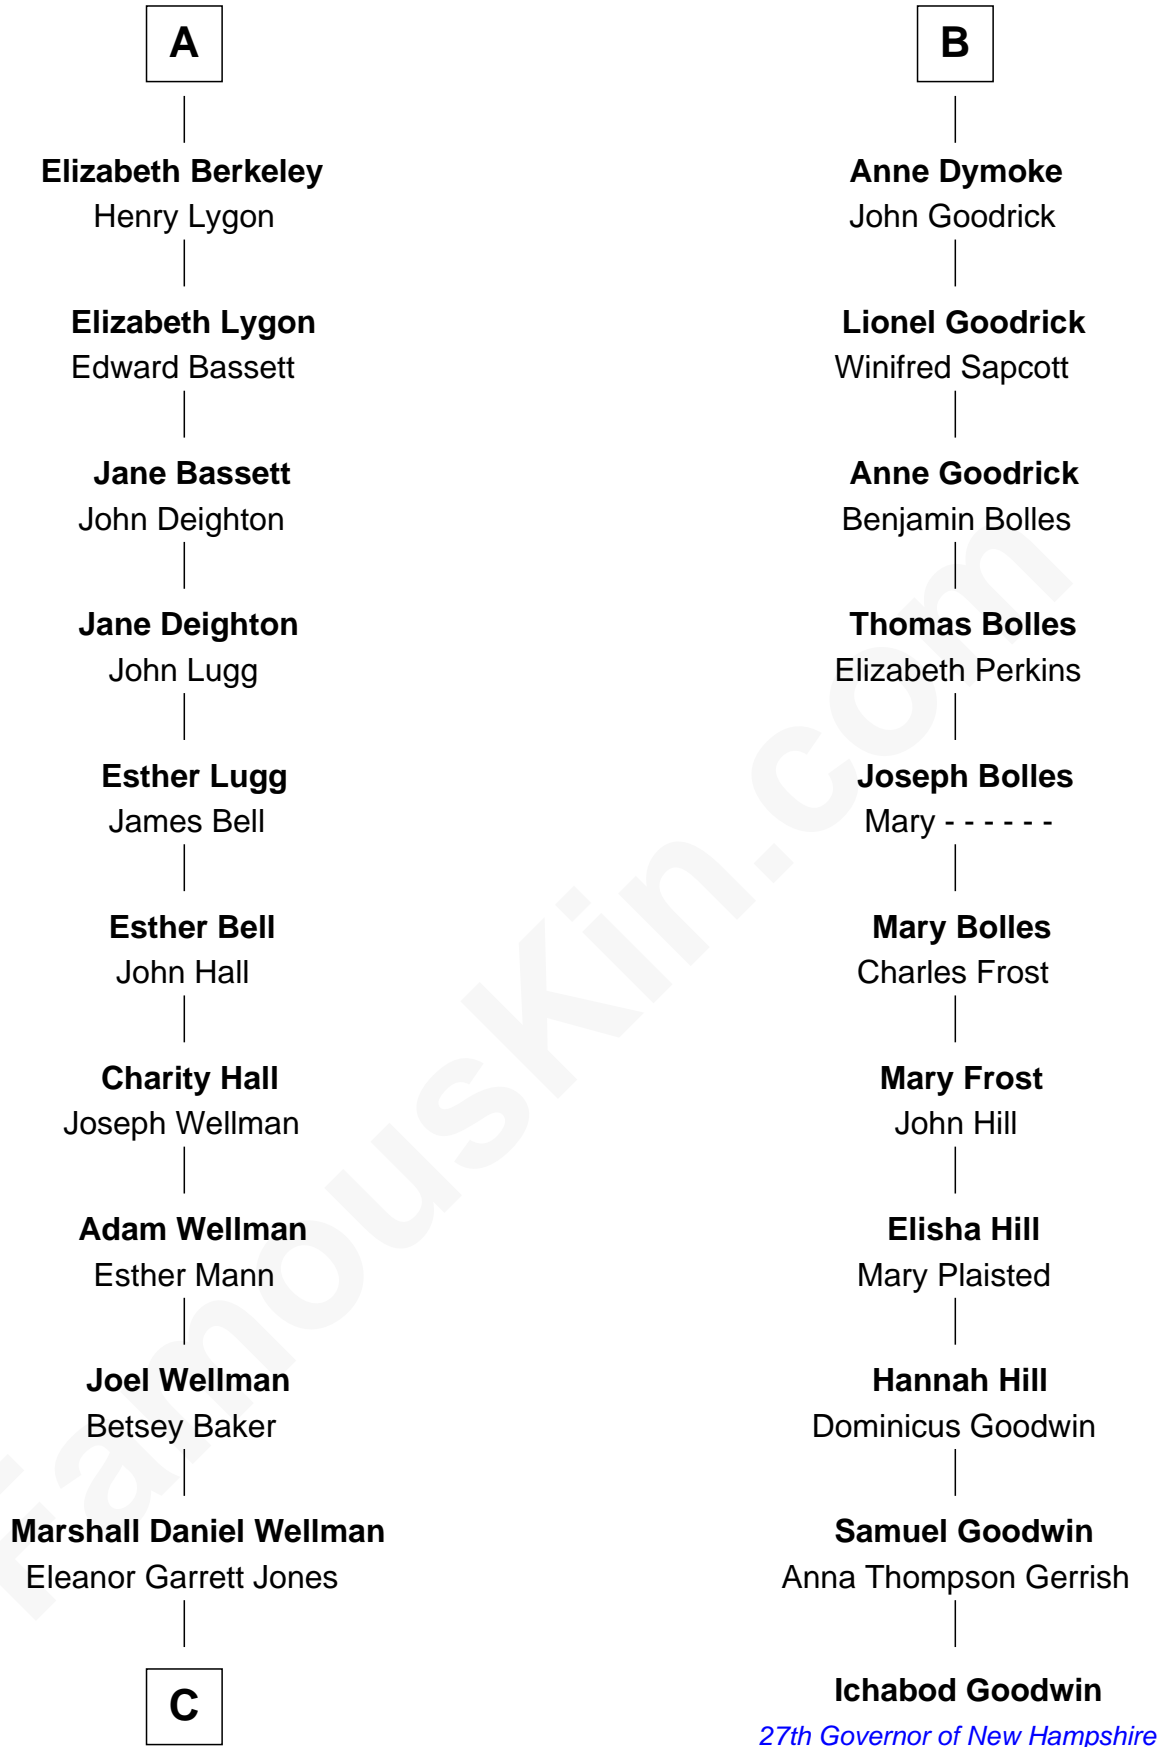 A
Elizabeth Berkeley
Henry Lygon
Elizabeth Lygon
Edward Bassett
Jane Bassett
John Deighton
Jane Deighton
John Lugg
Esther Lugg
James Bell
Esther Bell
John Hall
Charity Hall
Joseph Wellman
Adam Wellman
Esther Mann
Joel Wellman
Betsey Baker
Marshall Daniel Wellman
Eleanor Garrett Jones
C
B
Anne Dymoke
John Goodrick
Lionel Goodrick
Winifred Sapcott
Anne Goodrick
Benjamin Bolles
Thomas Bolles
Elizabeth Perkins
Joseph Bolles
Mary - - - - - -
Mary Bolles
Charles Frost
Mary Frost
John Hill
Elisha Hill
Mary Plaisted
Hannah Hill
Dominicus Goodwin
Samuel Goodwin
Anna Thompson Gerrish
Ichabod Goodwin
27th Governor of New Hampshire
FamousKin.com